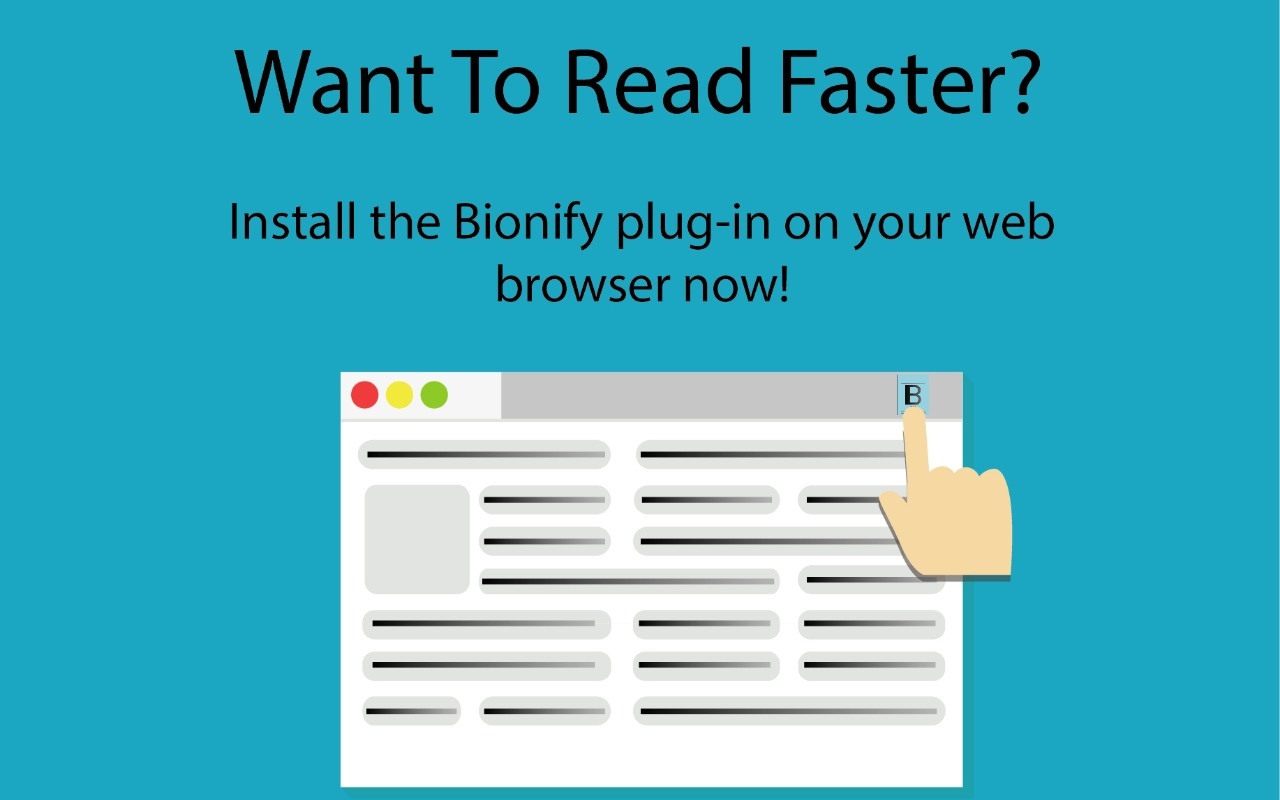 Want To Read Faster?
Install the Bionify plug-in on your web
browser now!
B